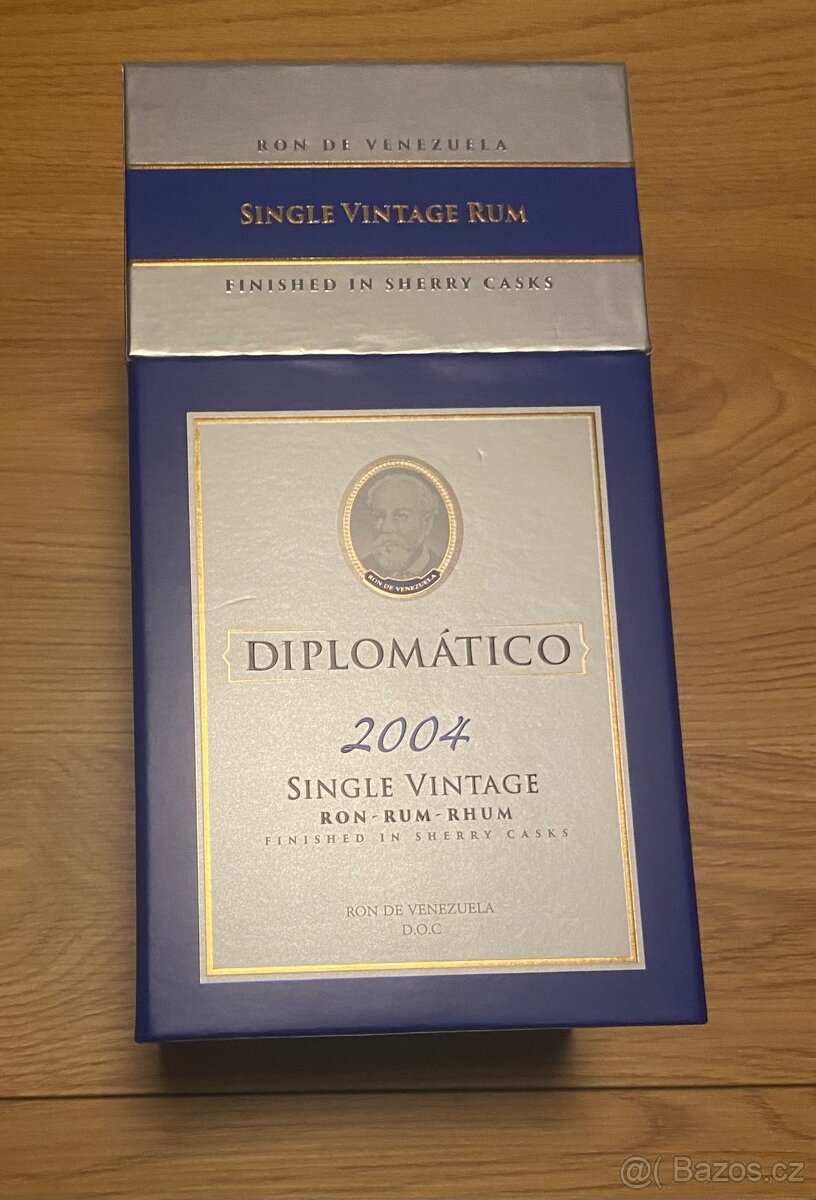 RON DE VENEZUELA
SINGLE VINTAGE RUM
FINISHED IN SHERRY CASKS
RON DE VENEZUELA
DIPLOMÁTICO
2004
SINGLE VINTAGE
RON-RUM-RHUM
FINISHED IN SHERRY CASKS
RON DE VENEZUELA
D.O.C
@( Bazos.cz